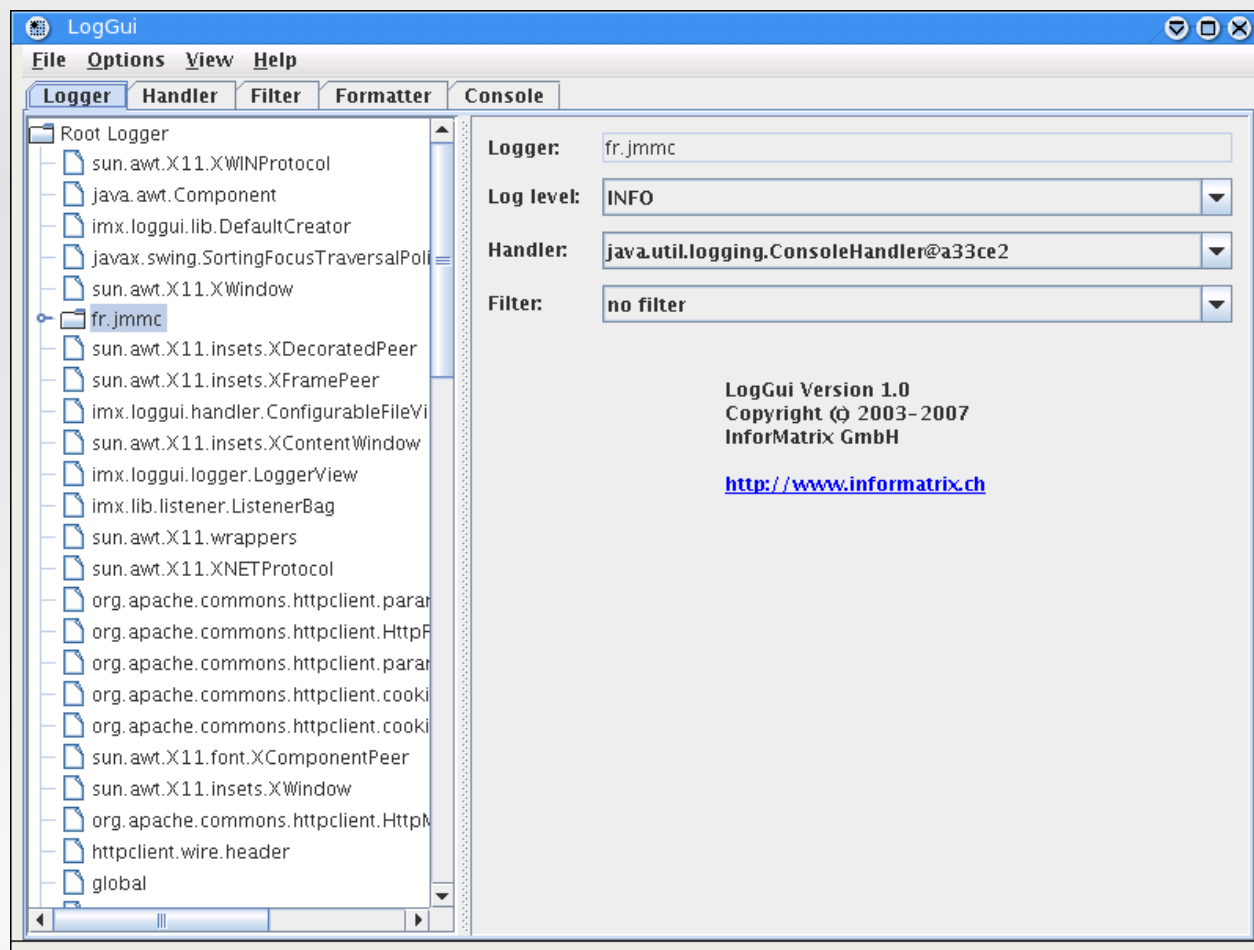 LogGui
File Options View Help
Logger Handler Filter Formatter Console
Root Logger
sun.awt.X11.XWINProtocol
java.awt.Component
imx.loggui.lib.DefaultCreator
javax.swing.SortingFocusTraversalPoli
sun.awt.X11.XWindow
fr.jmmc
sun.awt.X11.insets.XDecoratedPeer
sun.awt.X11.insets.XFramePeer
imx.loggui.handler.ConfigurableFileVi
sun.awt.X11.insets.XContentWindow
imx.loggui.logger.LoggerView
imx.lib.listener.ListenerBag
sun.awt.X11.wrappers
sun.awt.X11.XNETProtocol
org.apache.commons.httpclient.parar
org.apache.commons.httpclient.HttpF
org.apache.commons.httpclient.parar
org.apache.commons.httpclient.cooki
org.apache.commons.httpclient.cooki
sun.awt.X11.font.XComponentPeer
sun.awt.X11.insets.XWindow
org.apache.commons.httpclient.HttpM
httpclient.wire.header
global
Logger: fr.jmmc
Log level: INFO
Handler: java.util.logging.ConsoleHandler@a33ce2
Filter: no filter
LogGui Version 1.0
Copyright (c) 2003-2007
InforMatrix GmbH
http://www.informatrix.ch